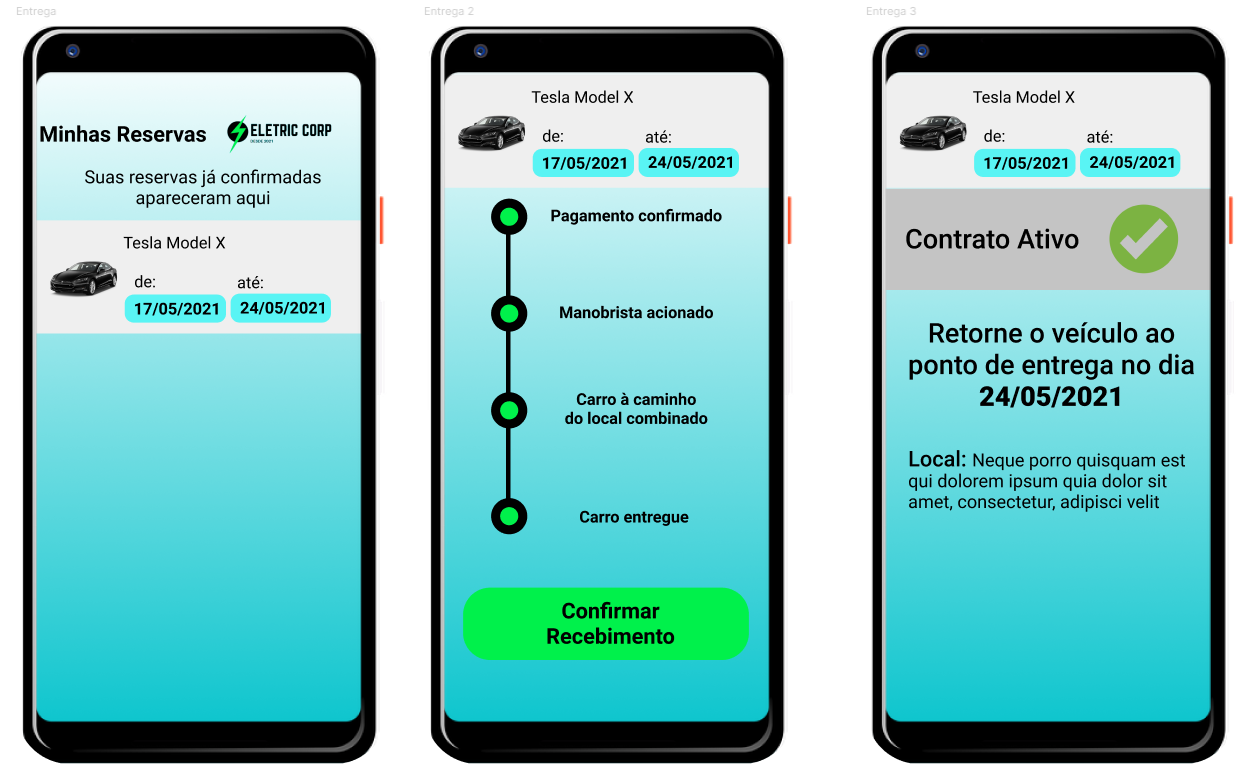 Entrega
Minhas Reservas
ELETRIC CORP
DESDE 2021
Suas reservas já confirmadas
apareceram aqui
Tesla Model X
de: até:
17/05/2021 24/05/2021
Entrega 2
Tesla Model X
de: até:
17/05/2021 24/05/2021
Pagamento confirmado
Manobrista acionado
Carro à caminho
do local combinado
Carro entregue
Confirmar
Recebimento
Entrega 3
Tesla Model X
de: até:
17/05/2021 24/05/2021
Contrato Ativo
Retorne o veículo ao
ponto de entrega no dia
24/05/2021
Local: Neque porro quisquam est
qui dolorem ipsum quia dolor sit
amet, consectetur, adipisci velit